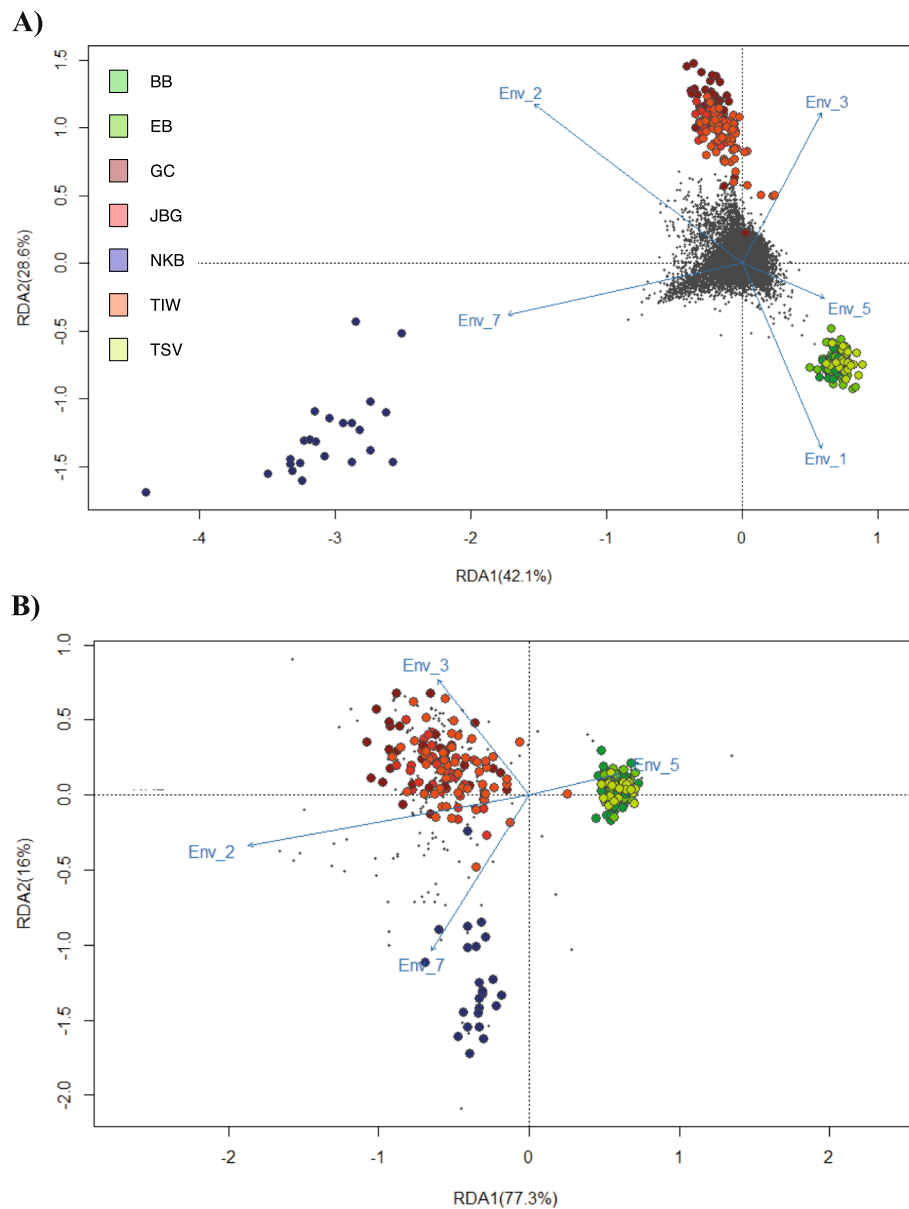 A)
BB
EB
GC
JBG
NKB
TIW
TSV
Env_2
Env_3
Env_7
Env_5
Env_1
1.5
1.0
0.5
0.0
-0.5
-1.0
-1.5
RDA2(28.6%)
-4 -3 -2 -1 0 1
RDA1(42.1%)
B)
Env_3
Env_5
Env_2
Env_7
1.0
0.5
0.0
-0.5
-1.0
-1.5
-2.0
RDA2(16%)
-2 -1 0 1 2
RDA1(77.3%)